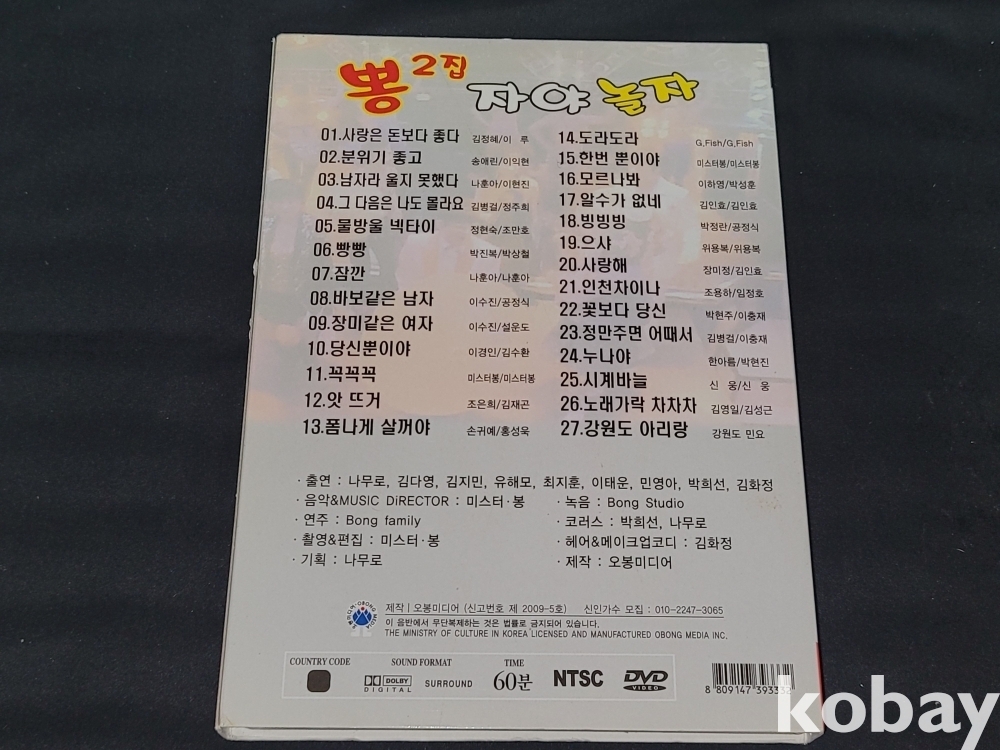 뽕 2집 자야 놀자
01.사랑은 돈보다 좋다 김정혜/이 루
02.분위기 좋고 송애린/이익현
03.남자라 울지 못했다 나훈아/이현진
04.그 다음은 나도 몰라요 김병걸/정주희
05.물방울 넥타이 정현숙/조만호
06.빵빵 박진복/박상철
07.잠깐 나훈아/나훈아
08.바보같은 남자 이수진/공정식
09.장미같은 여자 이수진/설운도
10.당신뿐이야 이경인/김수환
11.꼭꼭꼭 미스터봉/미스터봉
12.앗 뜨거 조은희/김재곤
13.폼나게 살꺼야 손귀예/홍성욱
14.도라도라 G,Fish/G,Fish
15.한번 뿐이야 미스터봉/미스터봉
16.모르나봐 이하영/박성훈
17.알수가 없네 김인효/김인효
18.빙빙빙 박정란/공정식
19.으샤 위용복/위용복
20.사랑해 장미정/김인효
21.인천차이나 조용하/임정호
22.꽃보다 당신 박현주/이충재
23.정만주면 어때서 김병걸/이충재
24.누나야 한아름/박현진
25.시계바늘 신 웅/신 웅
26.노래가락 차차차 김영일/김성근
27.강원도 아리랑 강원도 민요
· 출연 : 나무로, 김다영, 김지민, 유해모, 최지훈, 이태운, 민영아, 박희선, 김화정
· 음악&MUSIC DiRECTOR : 미스터·봉
· 연주 : Bong family
· 촬영&편집 : 미스터·봉
· 기획 : 나무로
· 녹음 : Bong Studio
· 코러스 : 박희선, 나무로
· 헤어&메이크업코디 : 김화정
· 제작 : 오봉미디어
제작 | 오봉미디어 (신고번호 제 2009-5호) 신인가수 모집 : 010-2247-3065
이 음반에서 무단복제하는 것은 법률로 금지되어 있습니다.
THE MINISTRY OF CULTURE IN KOREA LICENSED AND MANUFACTURED OBONG MEDIA INC.
COUNTRY CODE
SOUND FORMAT
DOLBY DIGITAL SURROUND
TIME
60분
NTSC
DVD VIDEO
8 809147 393332
kobay